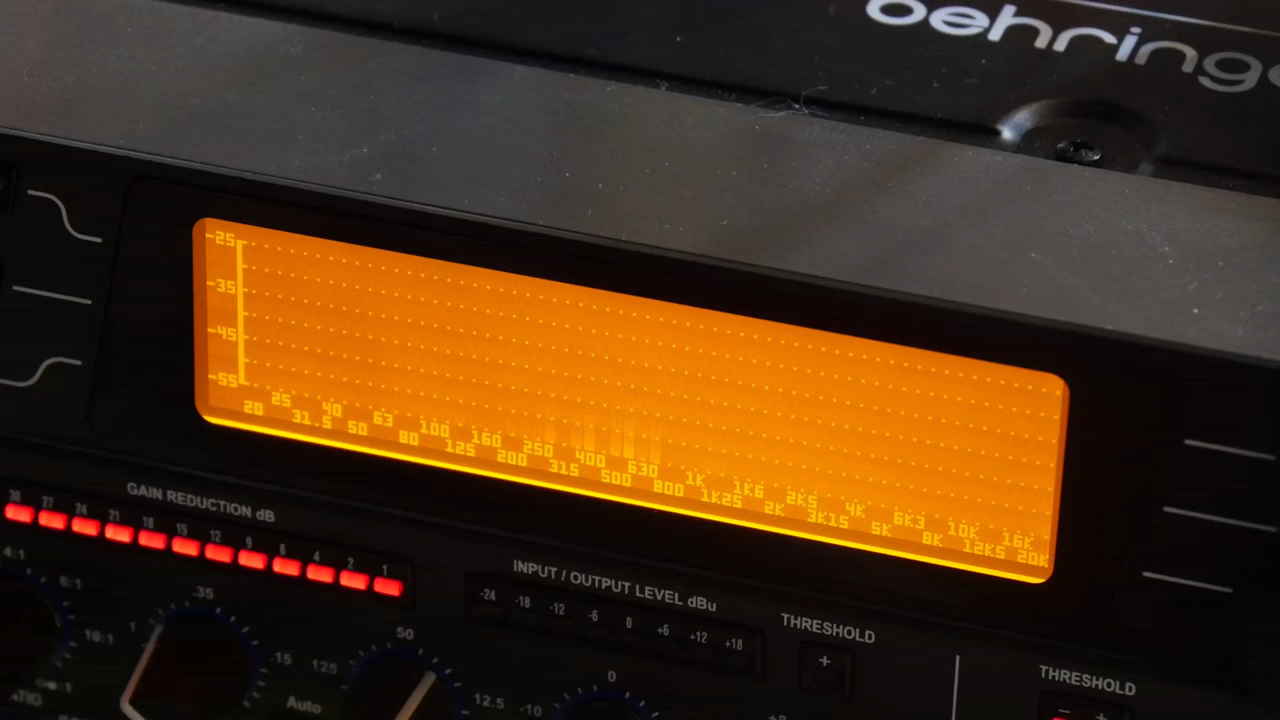 behringe
-25
-35
-45
-55
25 40 63 100 160 250 400 630 1K 1K6 2K5 4K 6K3 10K 16K
20 31.5 50 80 125 200 315 500 800 1K25 2K 3K15 5K 8K 12K5 20K
GAIN REDUCTION dB
30 27 24 21 18 15 12 9 6 4 2 1
INPUT / OUTPUT LEVEL dBu
-24 -18 -12 -6 0 +6 +12 +18
THRESHOLD
+
THRESHOLD
- +
4:1
6:1
10:1
∞:1
1 .35 .15
Auto
125 50 12.5
-10 0